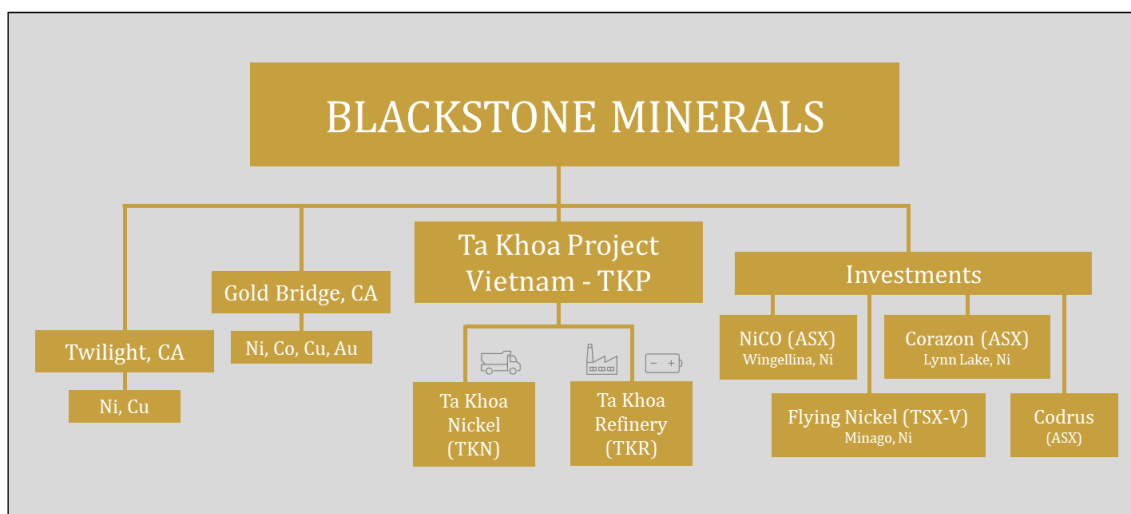 BLACKSTONE MINERALS
Twilight, CA
Ni, Cu
Gold Bridge, CA
Ni, Co, Cu, Au
Ta Khoa Project
Vietnam - TKP
Ta Khoa
Nickel
(TKN)
Ta Khoa
Refinery
(TKR)
Investments
NiCO (ASX)
Wingellina, Ni
Flying Nickel (TSX-V)
Minago, Ni
Corazon (ASX)
Lynn Lake, Ni
Codrus
(ASX)